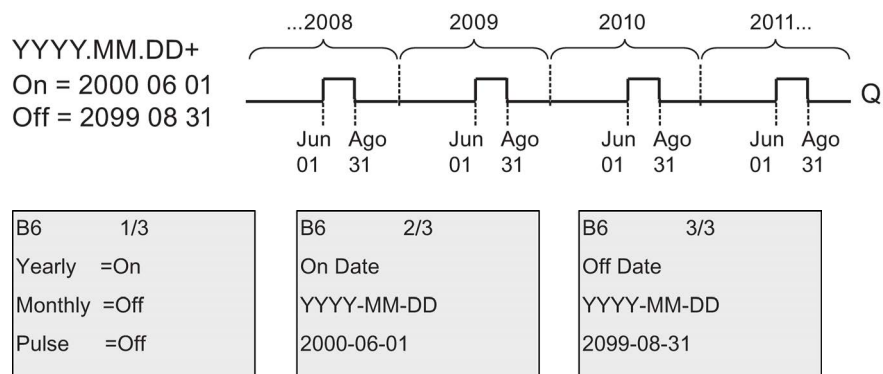 ...2008 2009 2010 2011...
YYYY.MM.DD+
On = 2000 06 01
Off = 2099 08 31
Q
Jun Ago Jun Ago Jun Ago Jun Ago
01 31 01 31 01 31 01 31
B6 1/3
Yearly =On
Monthly =Off
Pulse =Off
B6 2/3
On Date
YYYY-MM-DD
2000-06-01
B6 3/3
Off Date
YYYY-MM-DD
2099-08-31